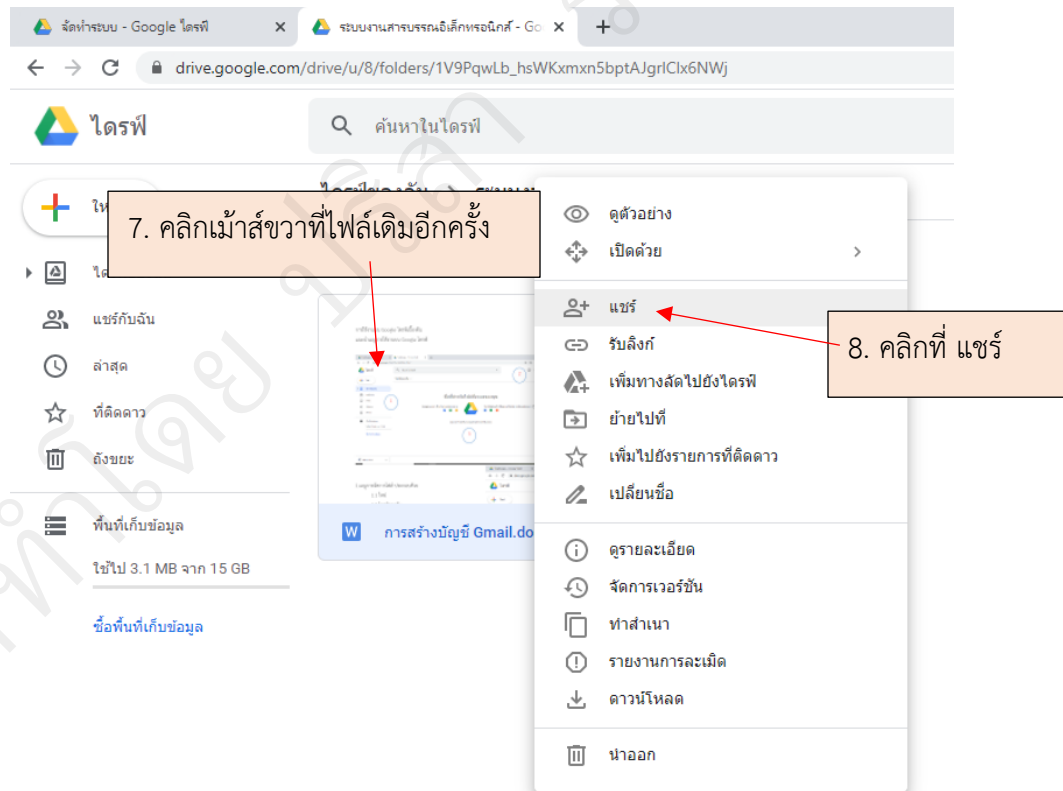 จัดทำระบบ - Google ไดรฟ์
ระบบงานสารบรรณอิเล็กทรอนิกส์ - Go
drive.google.com/drive/u/8/folders/1V9PqwLb_hsWKxmxn5bptAJgrIClx6NWj
ไดรฟ์
ค้นหาในไดรฟ์
7. คลิกเม้าส์ขวาที่ไฟล์เดิมอีกครั้ง
แชร์กับฉัน
ล่าสุด
ที่ติดดาว
ถังขยะ
พื้นที่เก็บข้อมูล
ใช้ไป 3.1 MB จาก 15 GB
ซื้อพื้นที่เก็บข้อมูล
W การสร้างบัญชี Gmail.do
ดูตัวอย่าง
เปิดด้วย
แชร์
รับลิงก์
เพิ่มทางลัดไปยังไดรฟ์
ย้ายไปที่
เพิ่มไปยังรายการที่ติดดาว
เปลี่ยนชื่อ
ดูรายละเอียด
จัดการเวอร์ชัน
ทำสำเนา
รายงานการละเมิด
ดาวน์โหลด
นำออก
8. คลิกที่ แชร์